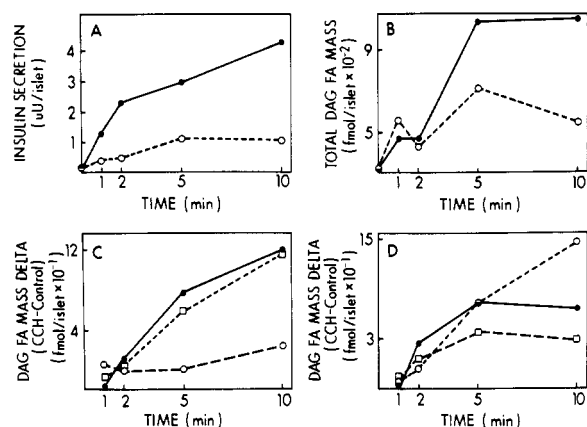 A
INSULIN SECRETION
(uU/islet)
4
3
2
1
1 2 5 10
TIME (min)
B
TOTAL DAG FA MASS
(fmol/islet × 10⁻²)
9
5
1 2 5 10
TIME (min)
C
DAG FA MASS DELTA
(CCH-Control)
(fmol/islet × 10⁻¹)
12
4
1 2 5 10
TIME (min)
D
DAG FA MASS DELTA
(CCH-Control)
(fmol/islet × 10⁻¹)
15
3
1 2 5 10
TIME (min)